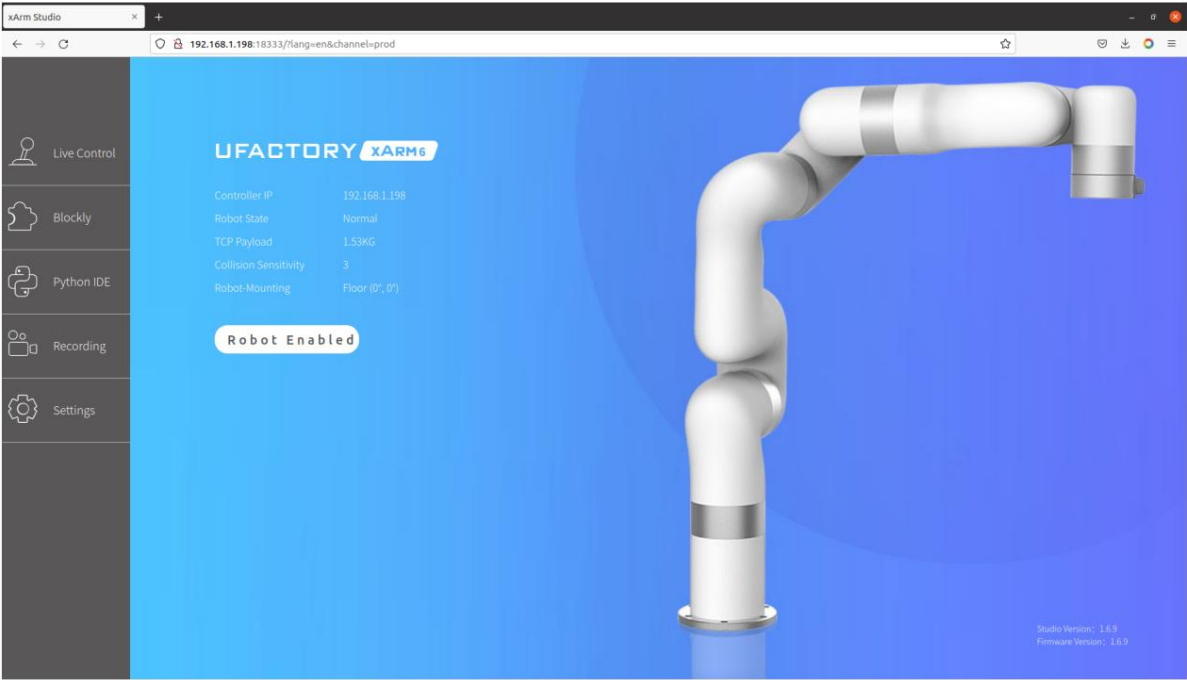 xArm Studio
192.168.1.198:18333/?lang=en&channel=prod
Live Control
Blockly
Python IDE
Recording
Settings
UFACTORY XARM6
Controller IP 192.168.1.198
Robot State Normal
TCP Payload 1.53KG
Collision Sensitivity 3
Robot-Mounting Floor (0°, 0°)
Robot Enabled
Studio Version: 1.6.9
Firmware Version: 1.6.9